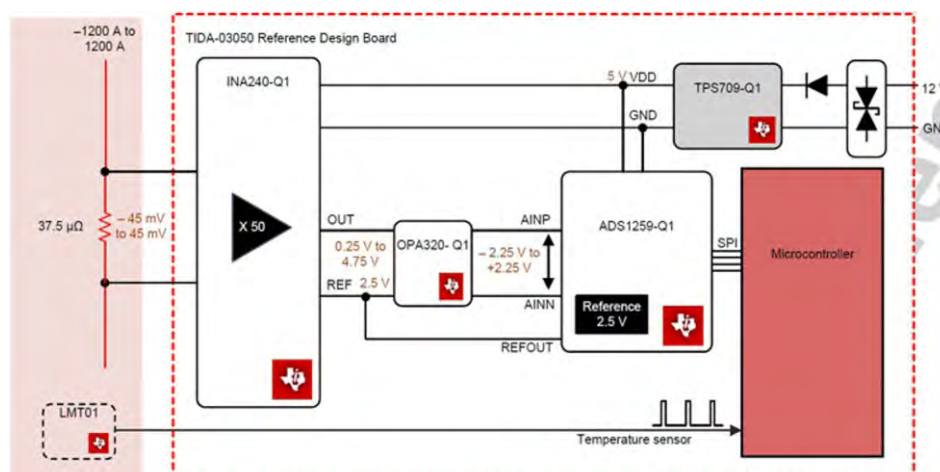 –1200 A to
1200 A
TIDA-03050 Reference Design Board
INA240-Q1
5 V VDD
TPS709-Q1
12 V
GND
GN
37.5 µΩ
– 45 mV
to 45 mV
X 50
OUT
0.25 V to
4.75 V
REF
2.5 V
OPA320- Q1
AINP
– 2.25 V to
+2.25 V
AINN
REFOUT
ADS1259-Q1
Reference
2.5 V
SPI
Microcontroller
LMT01
Temperature sensor